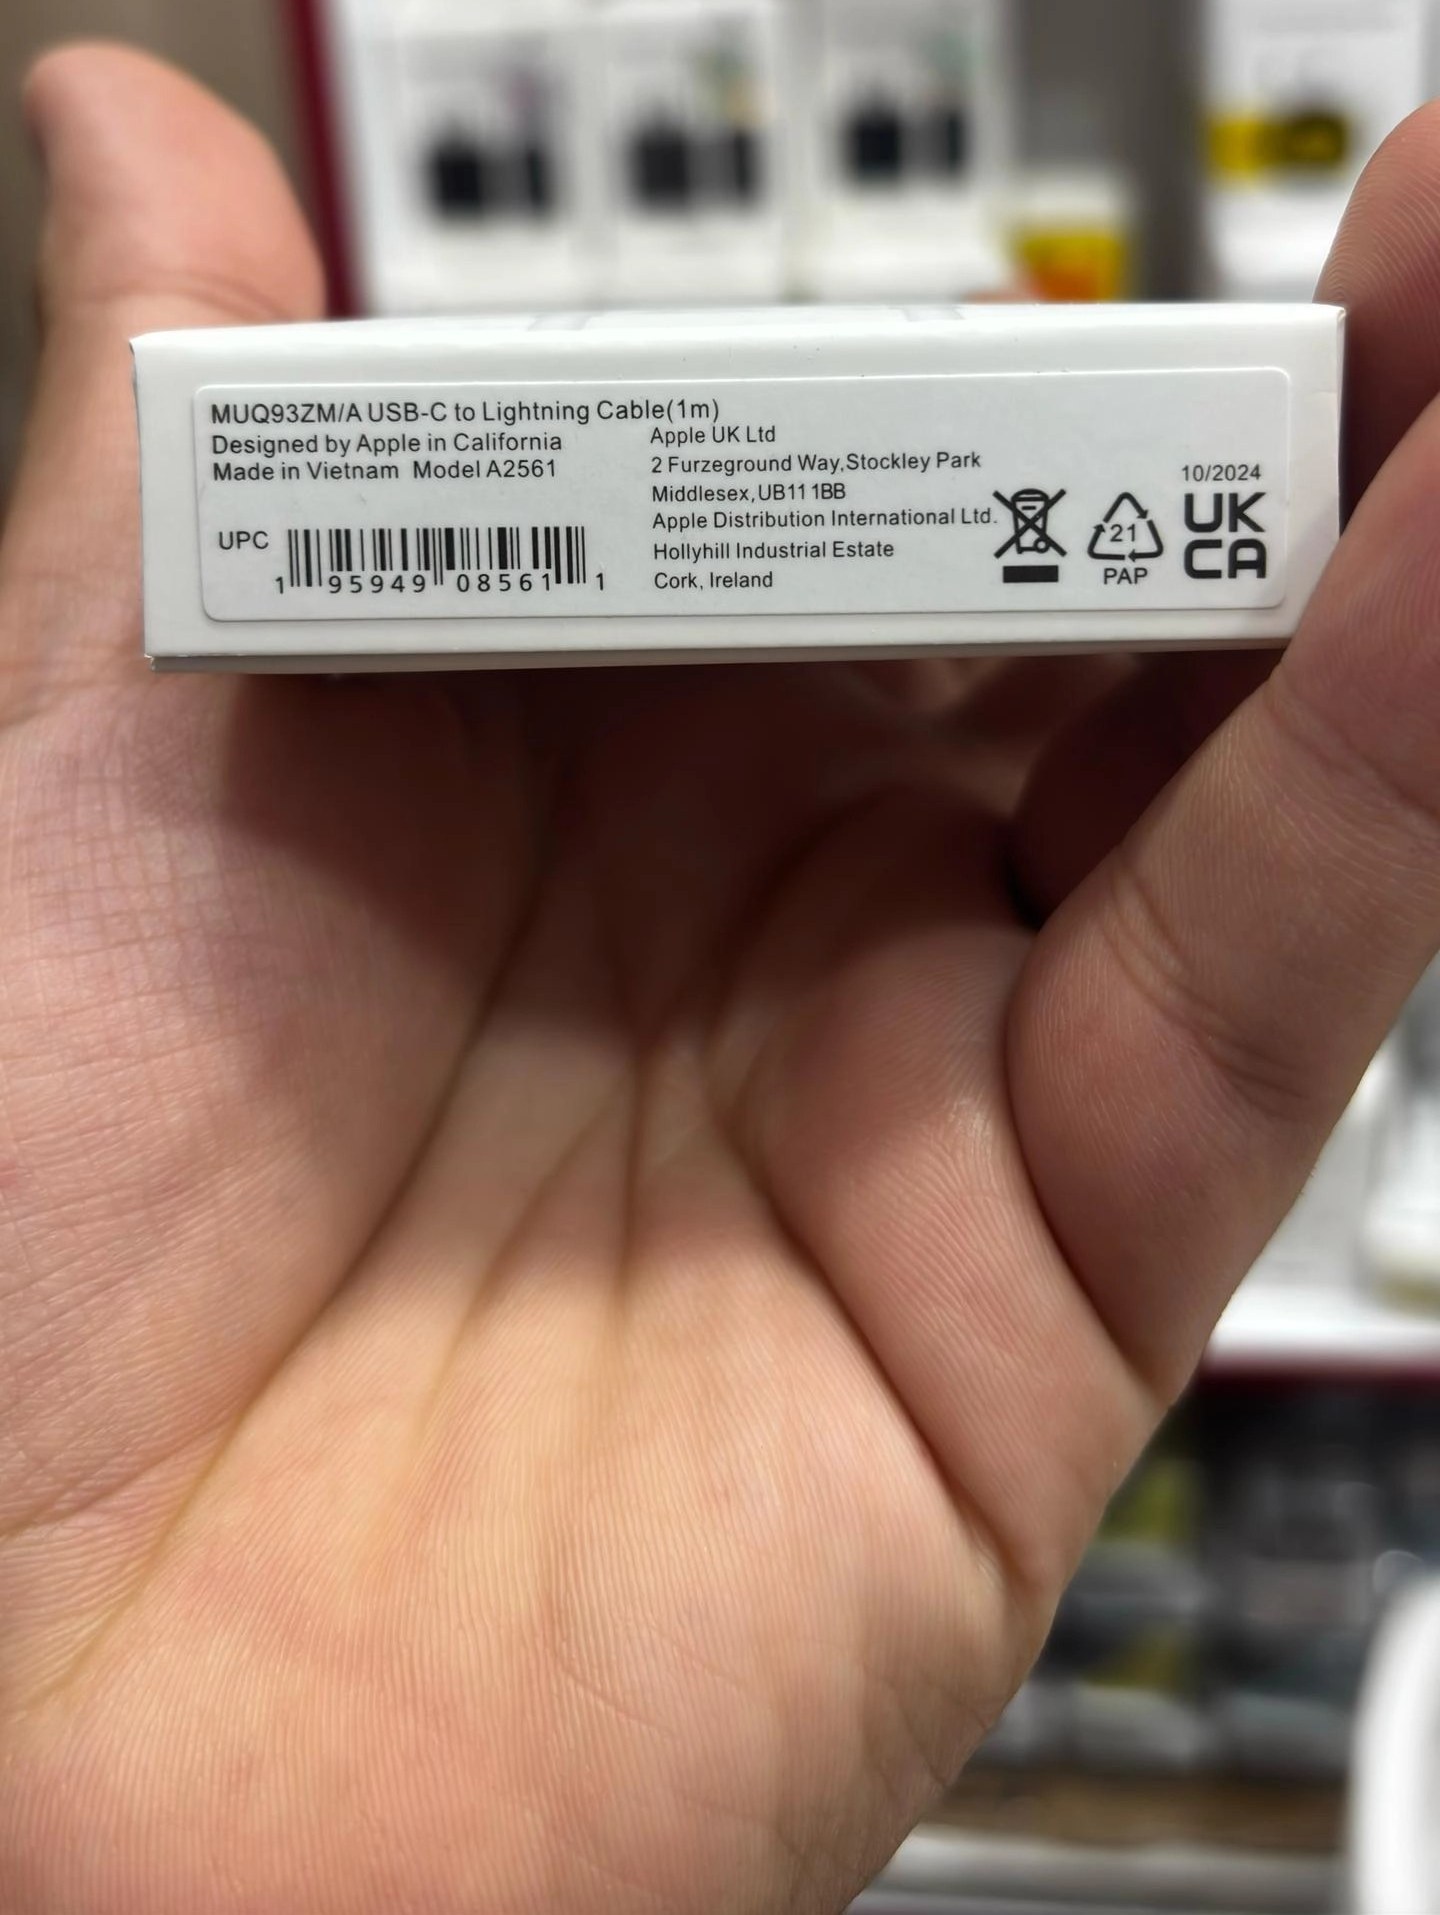 MUQ93ZM/A USB-C to Lightning Cable(1m)
Designed by Apple in California
Made in Vietnam Model A2561
UPC
1 95949 08561 1
Apple UK Ltd
2 Furzeground Way,Stockley Park
Middlesex,UB11 1BB
Apple Distribution International Ltd.
Hollyhill Industrial Estate
Cork, Ireland
21
PAP
10/2024
UK
CA